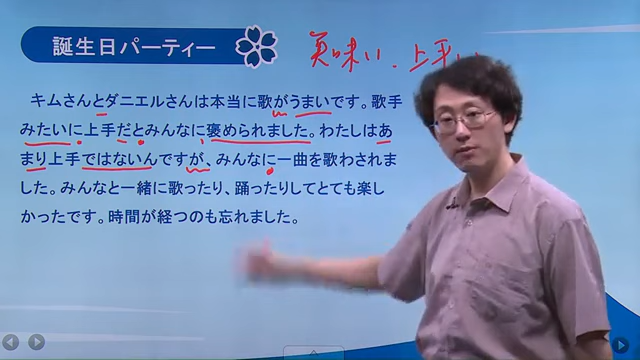 誕生日パーティー
美味い、上手い
キムさんとダニエルさんは本当に歌がうまいです。歌手
みたいに上手だとみんなに褒められました。わたしはあ
まり上手ではないんですが、みんなに一曲を歌わされま
した。みんなと一緒に歌ったり、踊ったりしてとても楽し
かったです。時間が経つのも忘れました。